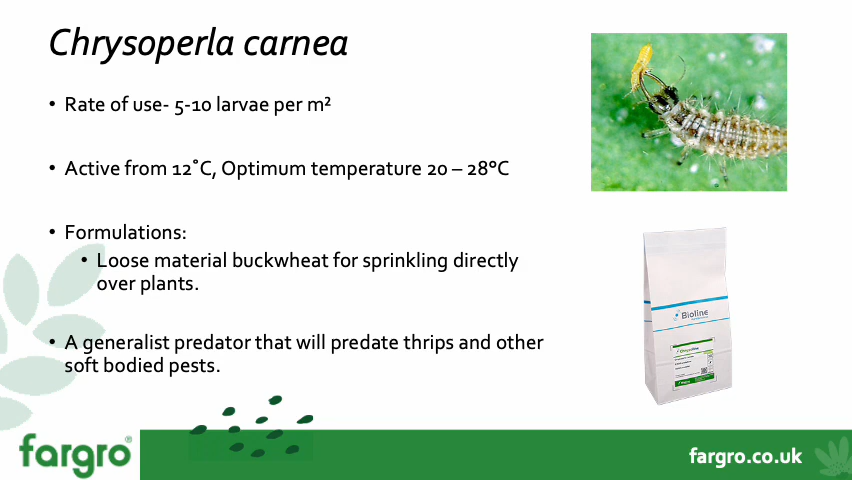 Chrysoperla carnea
• Rate of use- 5-10 larvae per m²
• Active from 12˚C, Optimum temperature 20 – 28°C
• Formulations:
• Loose material buckwheat for sprinkling directly
over plants.
• A generalist predator that will predate thrips and other
soft bodied pests.
Bioline
fargro®
fargro.co.uk